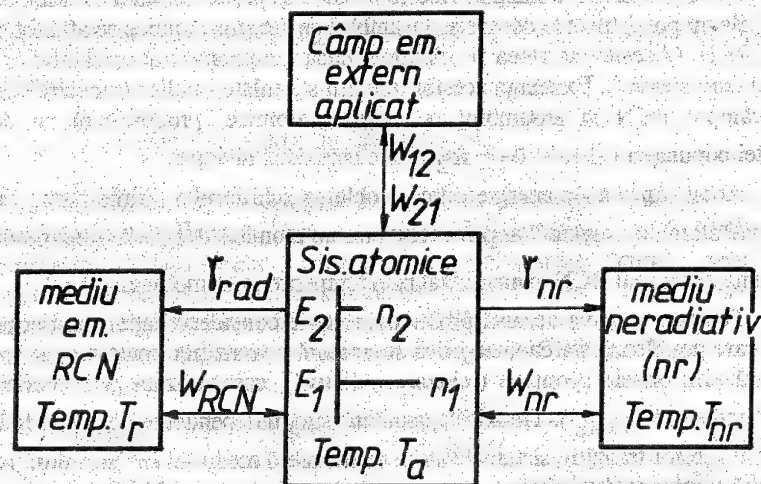 Câmp em.
extern
aplicat
W12
W21
mediu
em.
RCN
Temp. Tr
γrad
WRCN
Sis. atomice
E2 n2
E1 n1
Temp. Ta
γnr
Wnr
mediu
neradiativ
(nr)
Temp. Tnr